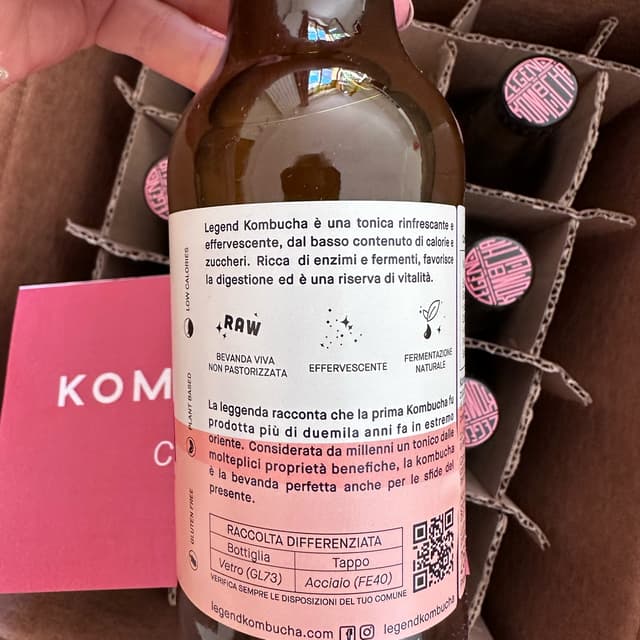 Legend Kombucha è una tonica rinfrescante e
effervescente, dal basso contenuto di calorie e
zuccheri. Ricca di enzimi e fermenti, favorisce
la digestione ed è una riserva di vitalità.
LOW CALORIES
PLANT BASED
GLUTEN FREE
RAW
BEVANDA VIVA
NON PASTORIZZATA
EFFERVESCENTE
FERMENTAZIONE
NATURALE
La leggenda racconta che la prima Kombucha fu
prodotta più di duemila anni fa in estremo
oriente. Considerata da millenni un tonico dalle
molteplici proprietà benefiche, la kombucha
è la bevanda perfetta anche per le sfide del
presente.
RACCOLTA DIFFERENZIATA
Bottiglia Tappo
Vetro (GL73) Acciaio (FE40)
VERIFICA SEMPRE LE DISPOSIZIONI DEL TUO COMUNE
legendkombucha.com legendkombucha
KOM
C